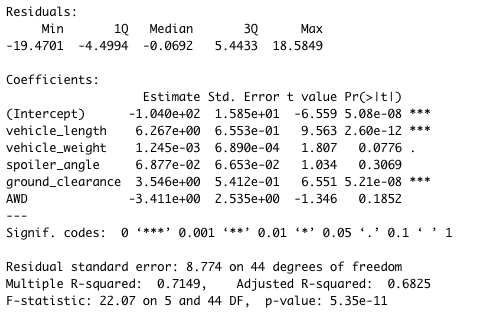 Residuals:
Min 1Q Median 3Q Max
-19.4701 -4.4994 -0.0692 5.4433 18.5849
Coefficients:
Estimate Std. Error t value Pr(>|t|)
(Intercept) -1.040e+02 1.585e+01 -6.559 5.08e-08 ***
vehicle_length 6.267e+00 6.553e-01 9.563 2.60e-12 ***
vehicle_weight 1.245e-03 6.890e-04 1.807 0.0776 .
spoiler_angle 6.877e-02 6.653e-02 1.034 0.3069
ground_clearance 3.546e+00 5.412e-01 6.551 5.21e-08 ***
AWD -3.411e+00 2.535e+00 -1.346 0.1852
---
Signif. codes: 0 ‘***’ 0.001 ‘**’ 0.01 ‘*’ 0.05 ‘.’ 0.1 ‘ ’ 1
Residual standard error: 8.774 on 44 degrees of freedom
Multiple R-squared: 0.7149, Adjusted R-squared: 0.6825
F-statistic: 22.07 on 5 and 44 DF, p-value: 5.35e-11